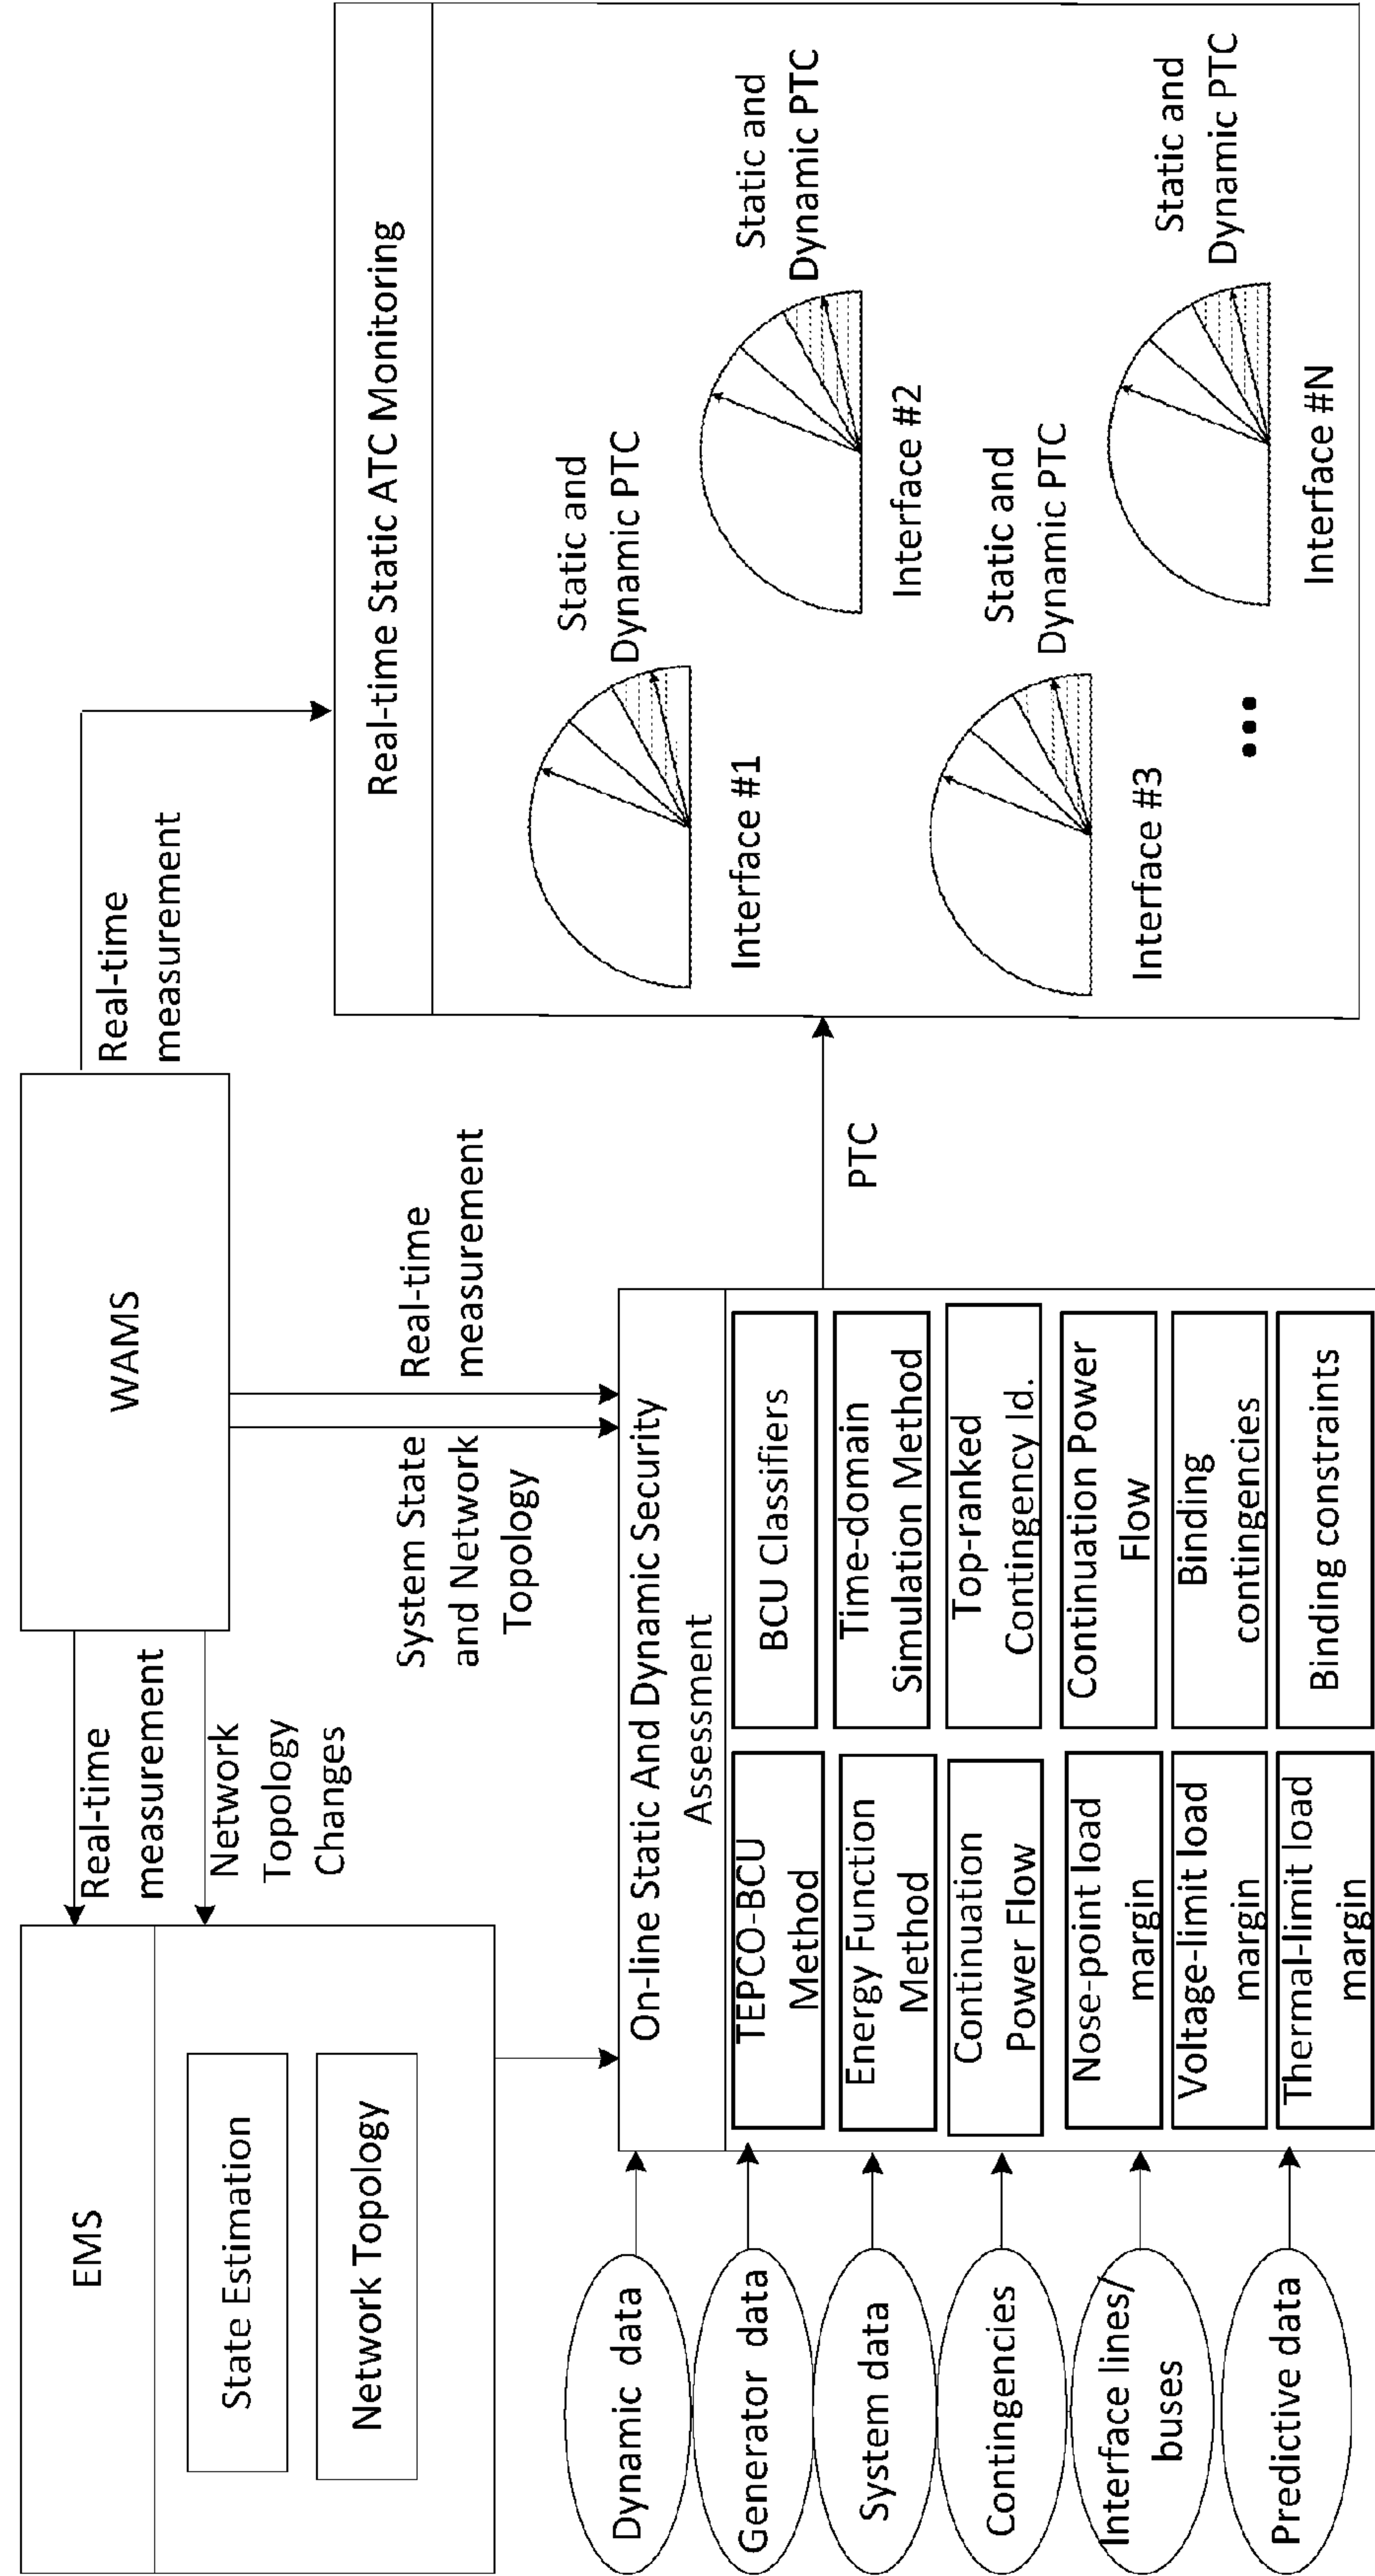 EMS
State Estimation
Network Topology
Real-time
measurement
Network
Topology
Changes
WAMS
Real-time
measurement
System State
and Network
Topology
Real-time
measurement
Dynamic data
Generator data
System data
Contingencies
Interface lines/
buses
Predictive data
On-line Static And Dynamic Security
Assessment
TEPCO-BCU
Method
BCU Classifiers
Energy Function
Method
Time-domain
Simulation Method
Continuation
Power Flow
Top-ranked
Contingency Id.
Nose-point load
margin
Continuation Power
Flow
Voltage-limit load
margin
Binding
contingencies
Thermal-limit load
margin
Binding constraints
PTC
Real-time Static ATC Monitoring
Static and
Dynamic PTC
Interface #1
Static and
Dynamic PTC
Interface #2
Static and
Dynamic PTC
Interface #3
•••
Static and
Dynamic PTC
Interface #N